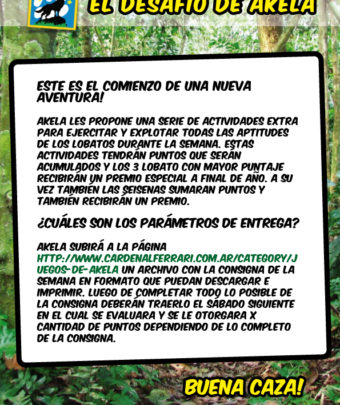 EL DESAFIO DE AKELA
ESTE ES EL COMIENZO DE UNA NUEVA
AVENTURA!
AKELA LES PROPONE UNA SERIE DE ACTIVIDADES EXTRA
PARA EJERCITAR Y EXPLOTAR TODAS LAS APTITUDES
DE LOS LOBATOS DURANTE LA SEMANA. ESTAS
ACTIVIDADES TENDRÁN PUNTOS QUE SERAN
ACUMULADOS Y LOS 3 LOBATO CON MAYOR PUNTAJE
RECIBIRÁN UN PREMIO ESPECIAL A FINAL DE AÑO. A SU
VEZ TAMBIEN LAS SEISENAS SUMARAN PUNTOS Y
TAMBIÉN RECIBIRAN UN PREMIO.
¿CUÁLES SON LOS PARÁMETROS DE ENTREGA?
AKELA SUBIRÁ A LA PÁGINA
HTTP://WWW.CARDENALFERRARI.COM.AR/CATEGORY/J
UEGOS-DE-AKELA UN ARCHIVO CON LA CONSIGNA DE LA
SEMANA EN FORMATO QUE PUEDAN DESCARGAR E
IMPRIMIR. LUEGO DE COMPLETAR TODO LO POSIBLE DE
LA CONSIGNA DEBERÁN TRAERLO EL SÁBADO SIGUIENTE
EN EL CUAL SE EVALUARA Y SE LE OTORGARA X
CANTIDAD DE PUNTOS DEPENDIENDO DE LO COMPLETO
DE LA CONSIGNA.
BUENA CAZA!